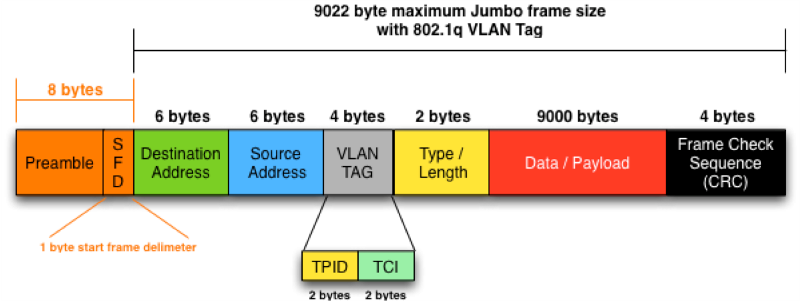 9022 byte maximum Jumbo frame size
with 802.1q VLAN Tag
8 bytes
6 bytes
6 bytes
4 bytes
2 bytes
9000 bytes
4 bytes
Preamble
S
F
D
Destination
Address
Source
Address
VLAN
TAG
Type /
Length
Data / Payload
Frame Check
Sequence
(CRC)
1 byte start frame delimeter
TPID
TCI
2 bytes
2 bytes